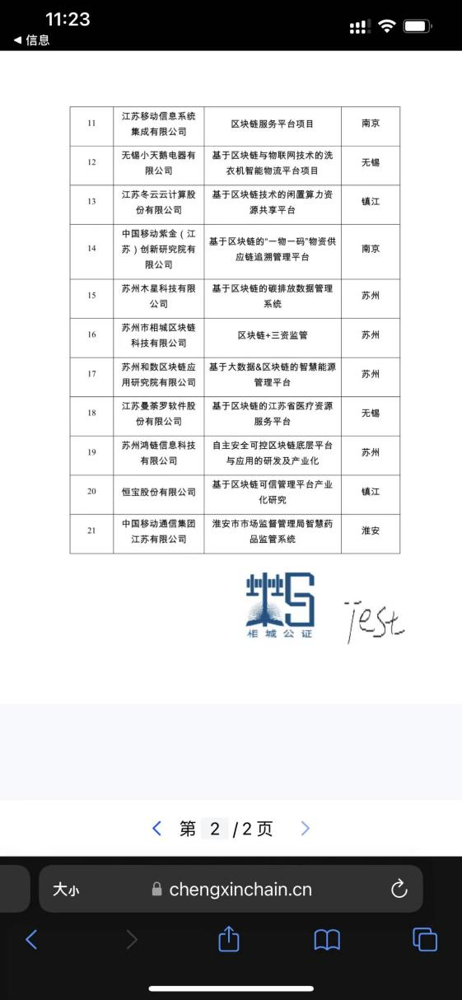 11:23
信息
11
江苏移动信息系统
集成有限公司
区块链服务平台项目
南京
12
无锡小天鹅电器有
限公司
基于区块链与物联网技术的洗
衣机智能物流平台项目
无锡
13
江苏冬云云计算股
份有限公司
基于区块链技术的闲置算力资
源共享平台
镇江
14
中国移动紫金（江
苏）创新研究院有
限公司
基于区块链的“一物一码”物资供
应链追溯管理平台
南京
15
苏州木星科技有限
公司
基于区块链的碳排放数据管理
系统
苏州
16
苏州市相城区块链
科技有限公司
区块链+三资监管
苏州
17
苏州和数区块链应
用研究院有限公司
基于大数据&区块链的智慧能源
管理平台
苏州
18
江苏曼荼罗软件股
份有限公司
基于区块链的江苏省医疗资源
服务平台
无锡
19
苏州鸿链信息科技
有限公司
自主安全可控区块链底层平台
与应用的研发及产业化
苏州
20
恒宝股份有限公司
基于区块链可信管理平台产业
化研究
镇江
21
中国移动通信集团
江苏有限公司
淮安市市场监督管理局智慧药
品监管系统
淮安
相城公证
Test
第 2 /2 页
大小 chengxinchain.cn